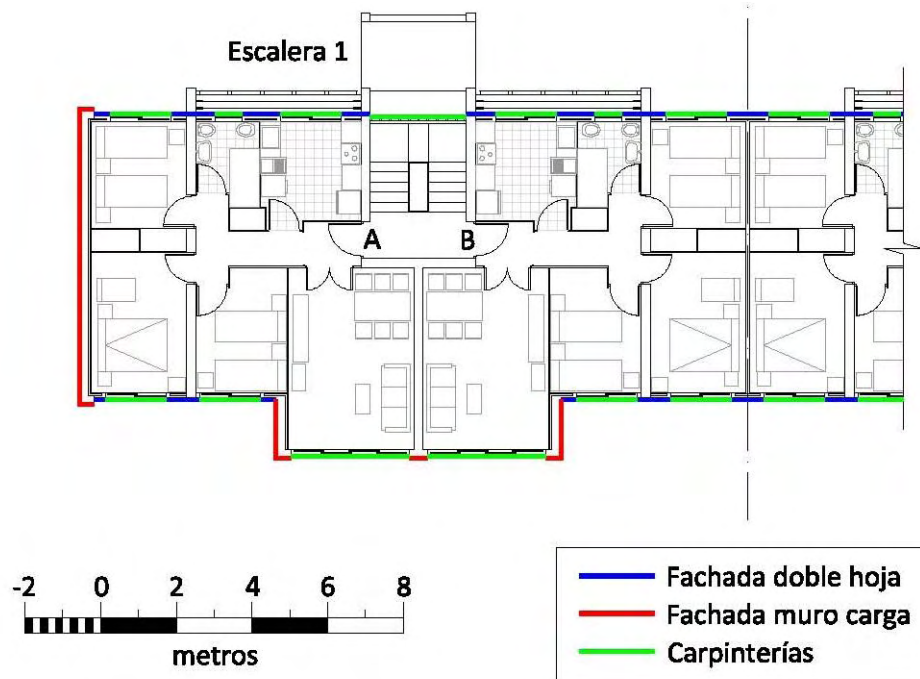 Escalera 1
A B
-2 0 2 4 6 8
metros
Fachada doble hoja
Fachada muro carga
Carpinterías